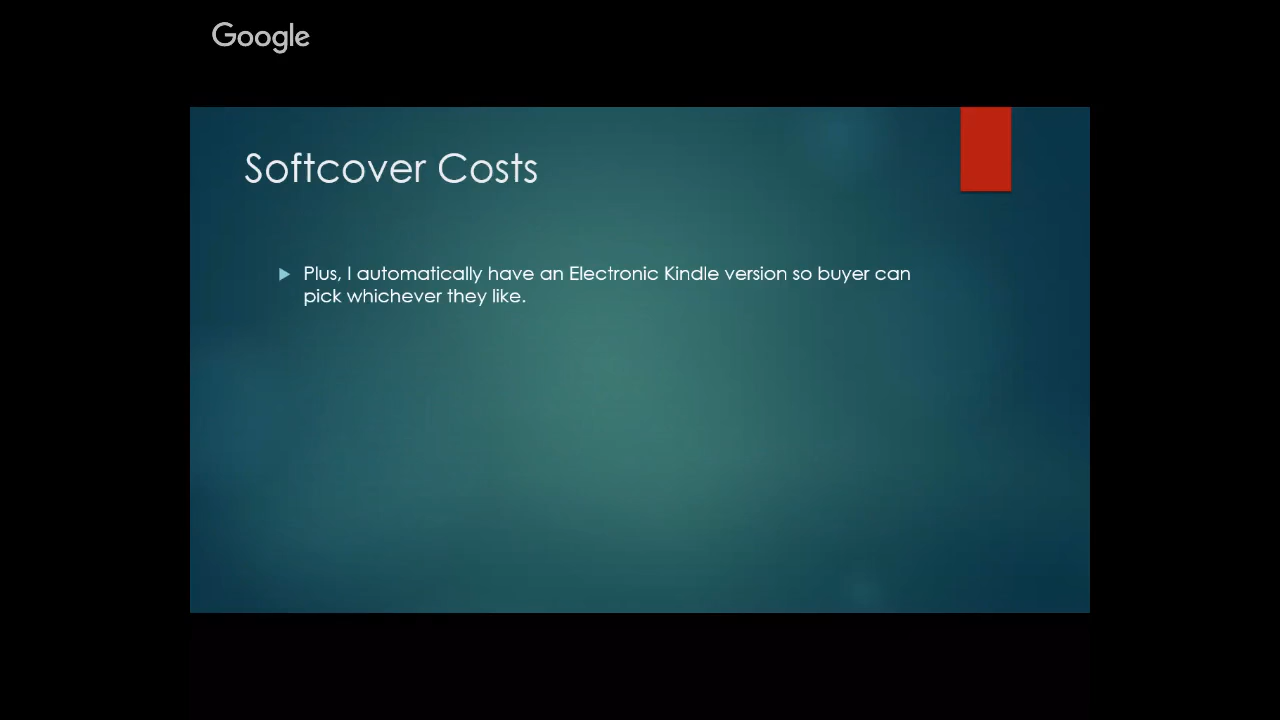 Google
Softcover Costs
Plus, I automatically have an Electronic Kindle version so buyer can
pick whichever they like.